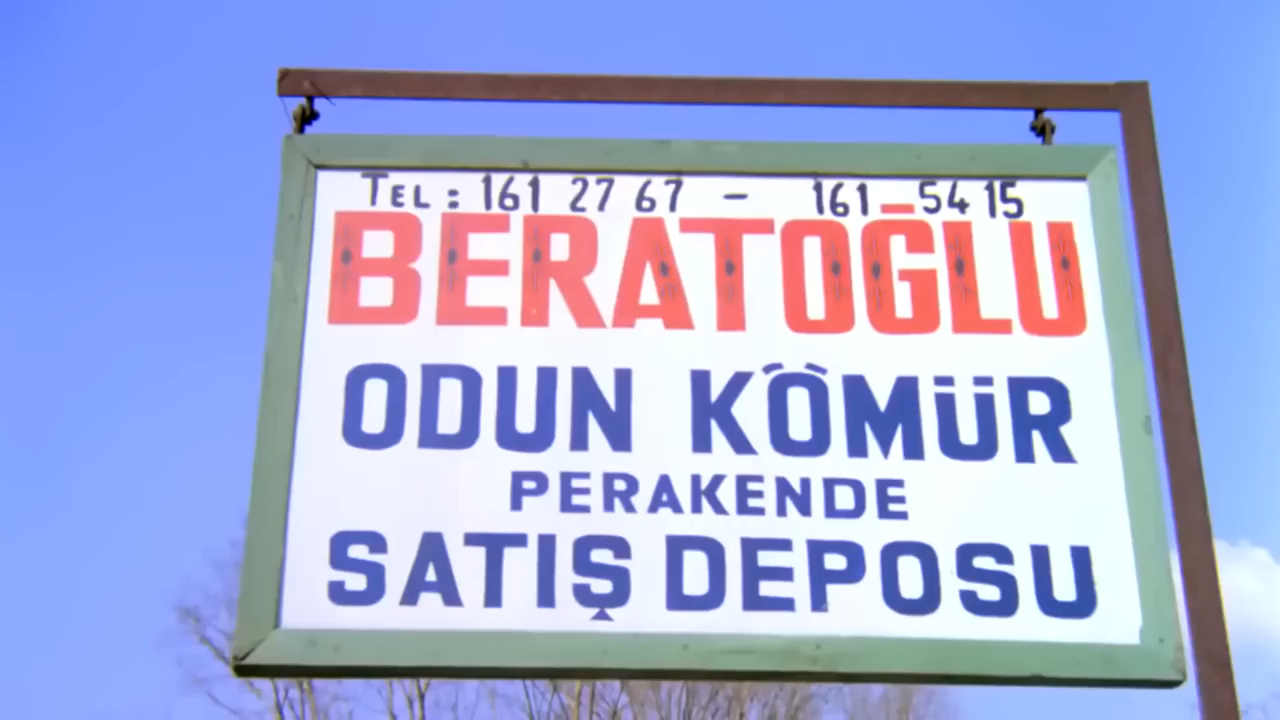 TEL: 161 27 67 - 161 54 15
BERATOĞLU
ODUN KÖMÜR
PERAKENDE
SATIŞ DEPOSU